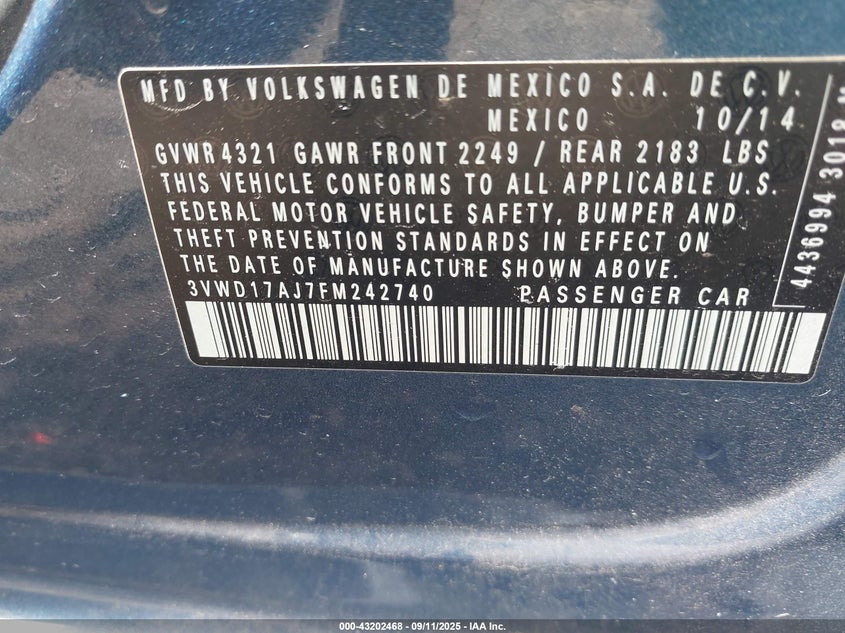 MFD BY VOLKSWAGEN DE MEXICO S.A. DE C.V.
MEXICO 10/14
GVWR 4321 GAWR FRONT 2249 / REAR 2183 LBS
THIS VEHICLE CONFORMS TO ALL APPLICABLE U.S.
FEDERAL MOTOR VEHICLE SAFETY, BUMPER AND
THEFT PREVENTION STANDARDS IN EFFECT ON
THE DATE OF MANUFACTURE SHOWN ABOVE.
3VWD17AJ7FM242740 PASSENGER CAR
4436994 3018
000-43202468 - 09/11/2025 - IAA Inc.